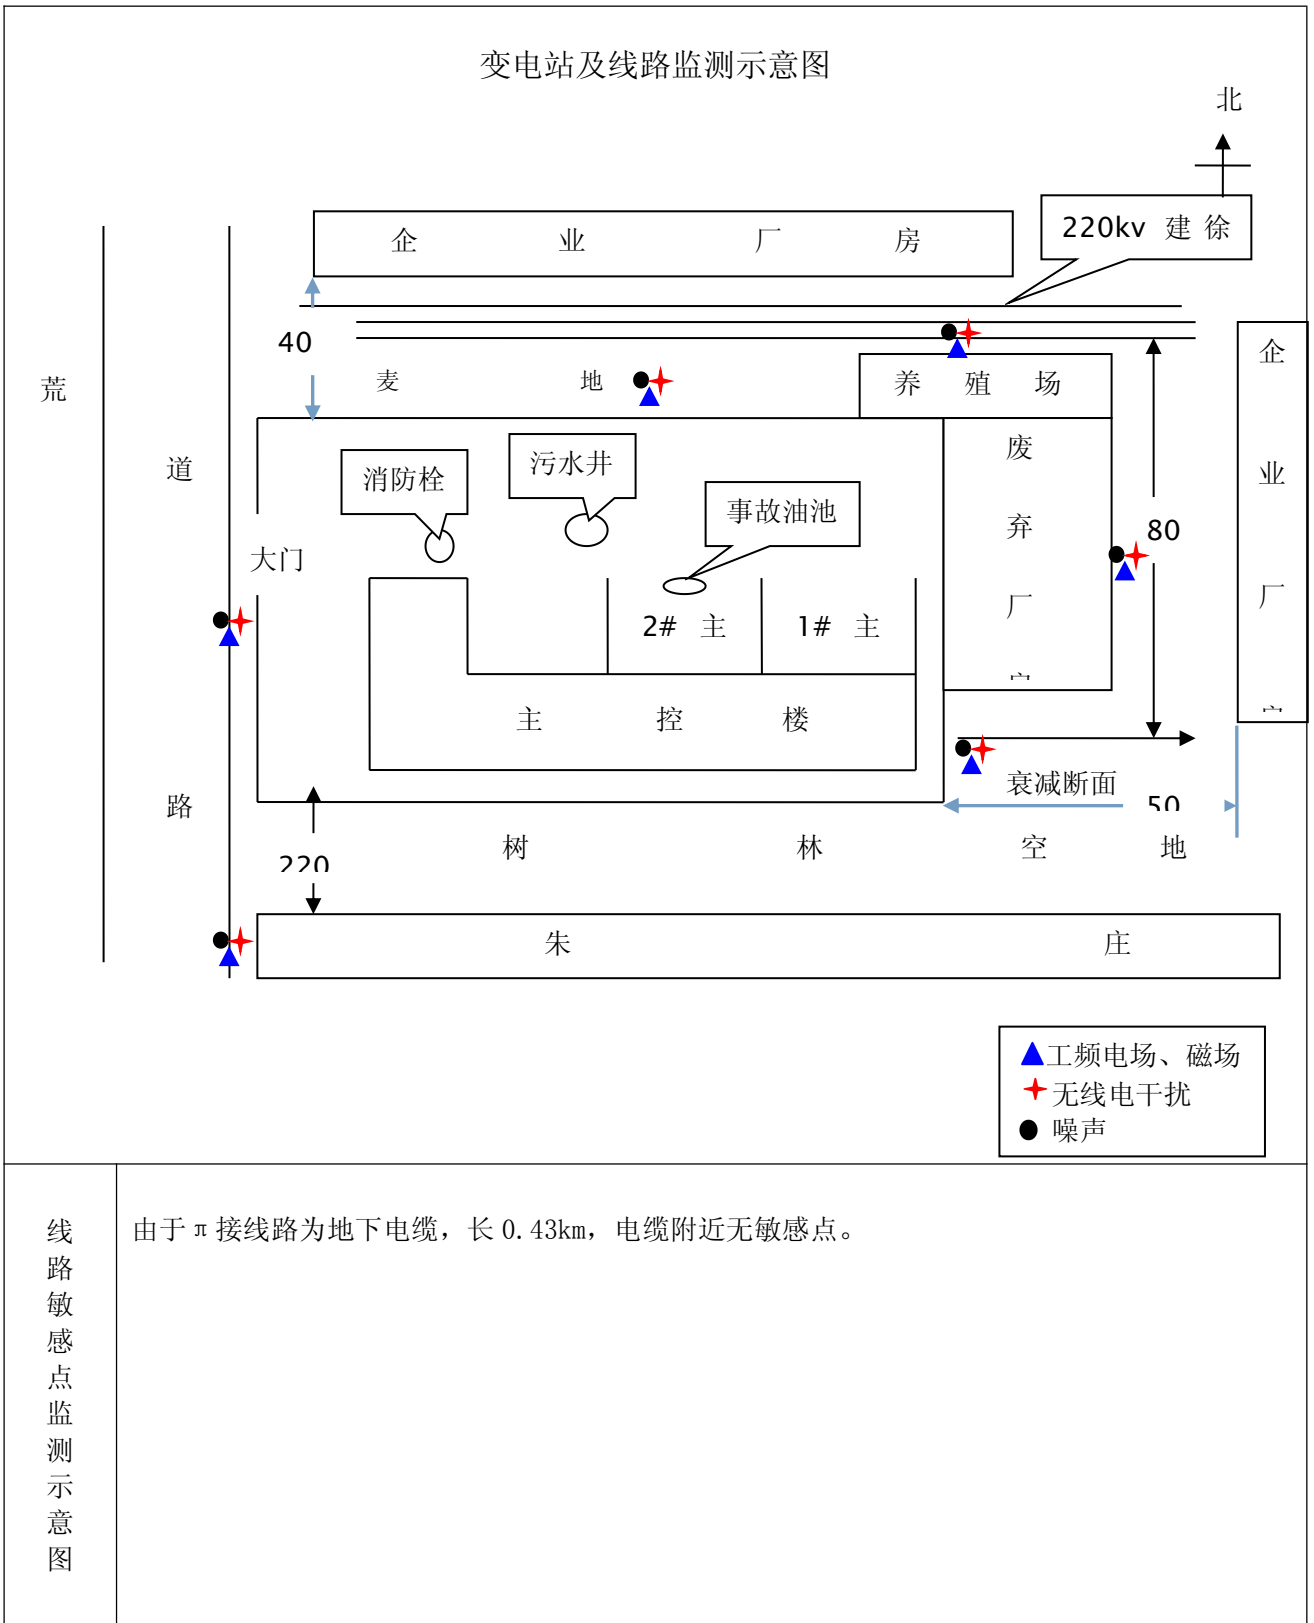 变电站及线路监测示意图
北
220kv 建 徐
企 业 厂 房
40
荒
麦 地
养 殖 场
企 业 厂
道 路
消防栓
污水井
事故油池
废 弃 厂
80
大门
2# 主
1# 主
主 控 楼
衰减断面
50
220
树 林 空 地
朱 庄
工频电场、磁场
无线电干扰
噪声
线路敏感点监测示意图
由于π接线路为地下电缆，长0.43km，电缆附近无敏感点。